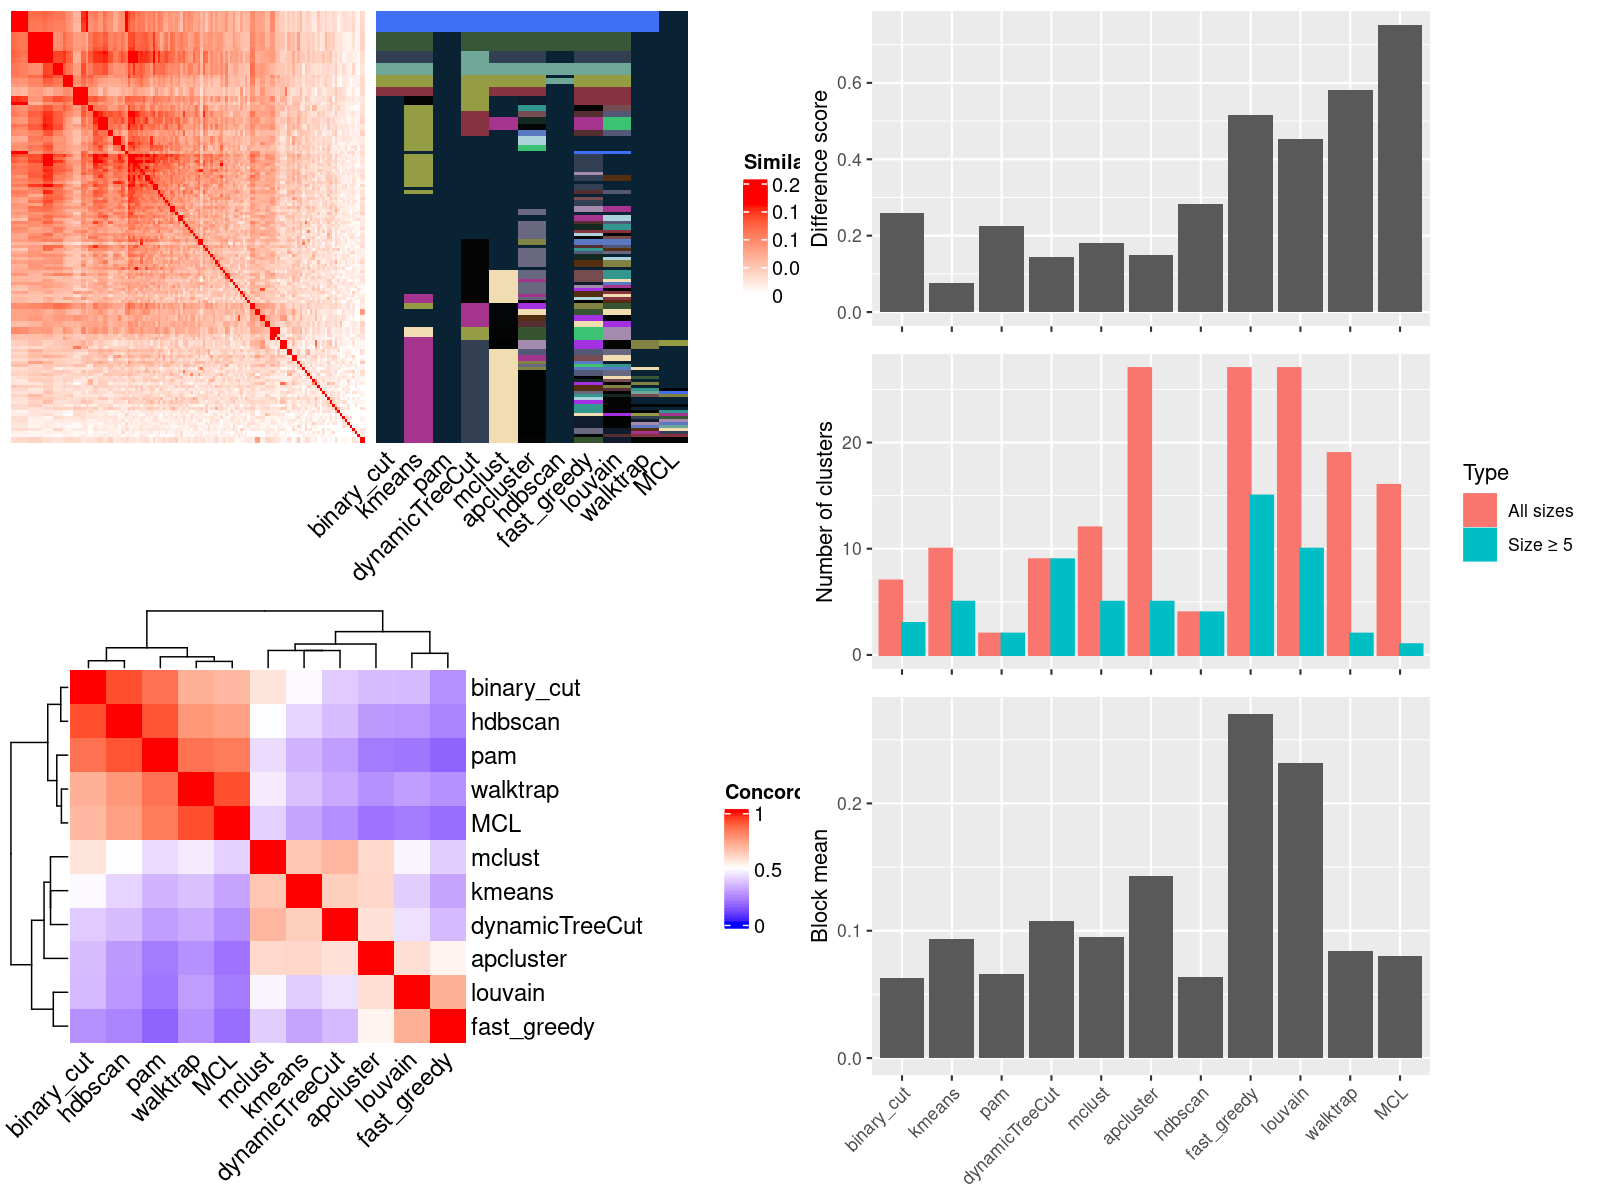 Simila
0.2
0.1
0.1
0.0
0
binary_cut
kmeans
pam
dynamicTreeCut
mclust
apcluster
hdbscan
fast_greedy
louvain
walktrap
MCL
binary_cut
hdbscan
pam
walktrap
MCL
mclust
kmeans
dynamicTreeCut
apcluster
louvain
fast_greedy
binary_cut
hdbscan
pam
walktrap
MCL
mclust
kmeans
dynamicTreeCut
apcluster
louvain
fast_greedy
Concord
1
0.5
0
Difference score
0.6
0.4
0.2
0.0
Number of clusters
20
10
0
Type
All sizes
Size ≥ 5
Block mean
0.2
0.1
0.0
binary_cut
kmeans
pam
dynamicTreeCut
mclust
apcluster
hdbscan
fast_greedy
louvain
walktrap
MCL